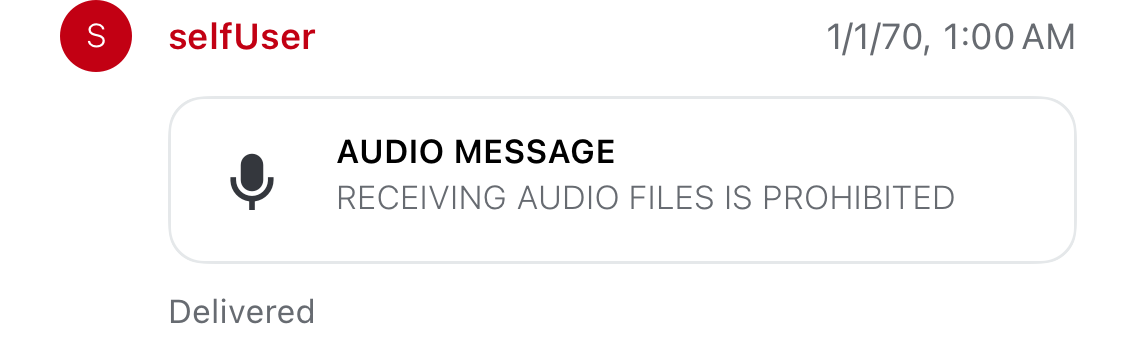 S selfUser 1/1/70, 1:00 AM
AUDIO MESSAGE
RECEIVING AUDIO FILES IS PROHIBITED
Delivered